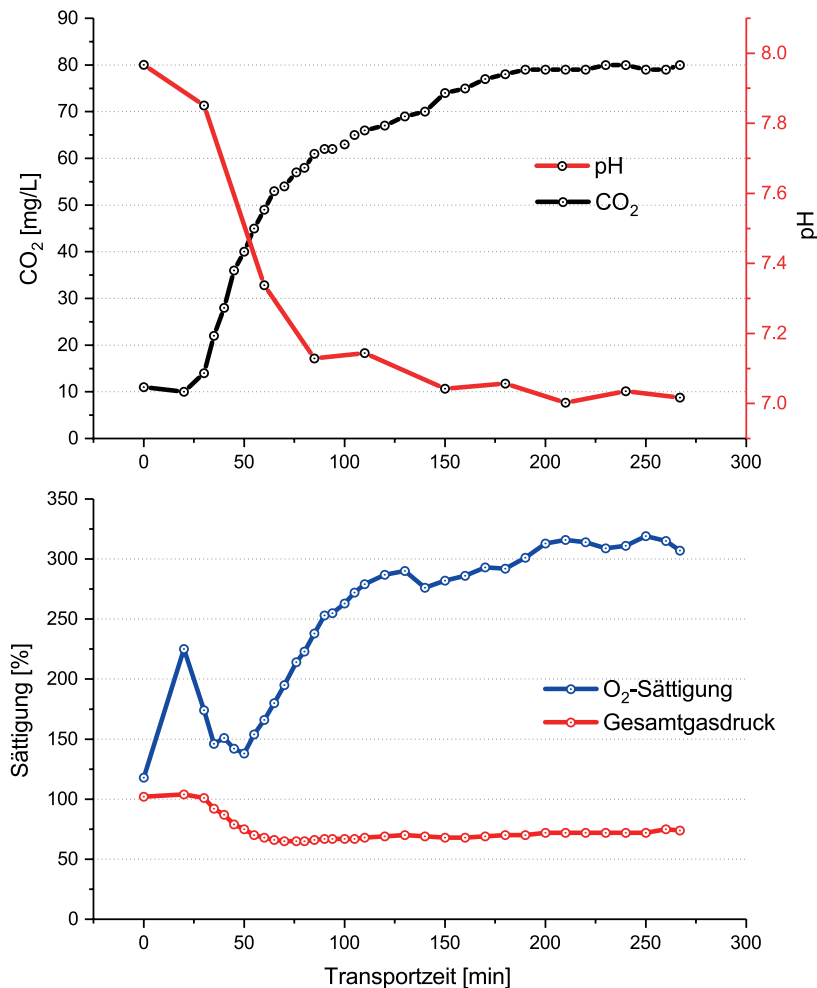 90
80
70
60
50
40
30
20
10
0
CO₂ [mg/L]
8.0
7.8
7.6
7.4
7.2
7.0
pH
pH
CO₂
0 50 100 150 200 250 300
350
300
250
200
150
100
50
0
Sättigung [%]
O₂-Sättigung
Gesamtgasdruck
0 50 100 150 200 250 300
Transportzeit [min]